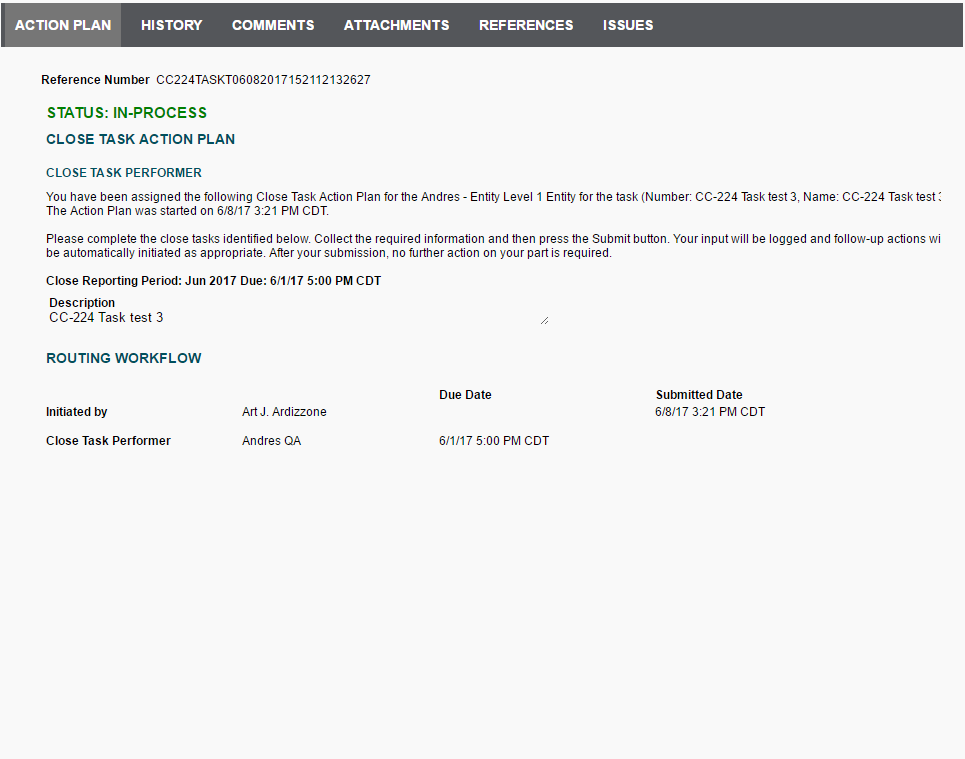 ACTION PLAN HISTORY COMMENTS ATTACHMENTS REFERENCES ISSUES
Reference Number CC224TASKT06082017152112132627
STATUS: IN-PROCESS
CLOSE TASK ACTION PLAN
CLOSE TASK PERFORMER
You have been assigned the following Close Task Action Plan for the Andres - Entity Level 1 Entity for the task (Number: CC-224 Task test 3, Name: CC-224 Task test
The Action Plan was started on 6/8/17 3:21 PM CDT.
Please complete the close tasks identified below. Collect the required information and then press the Submit button. Your input will be logged and follow-up actions wi
be automatically initiated as appropriate. After your submission, no further action on your part is required.
Close Reporting Period: Jun 2017 Due: 6/1/17 5:00 PM CDT
Description
CC-224 Task test 3
ROUTING WORKFLOW
Due Date Submitted Date
Initiated by Art J. Ardizzone 6/8/17 3:21 PM CDT
Close Task Performer Andres QA 6/1/17 5:00 PM CDT